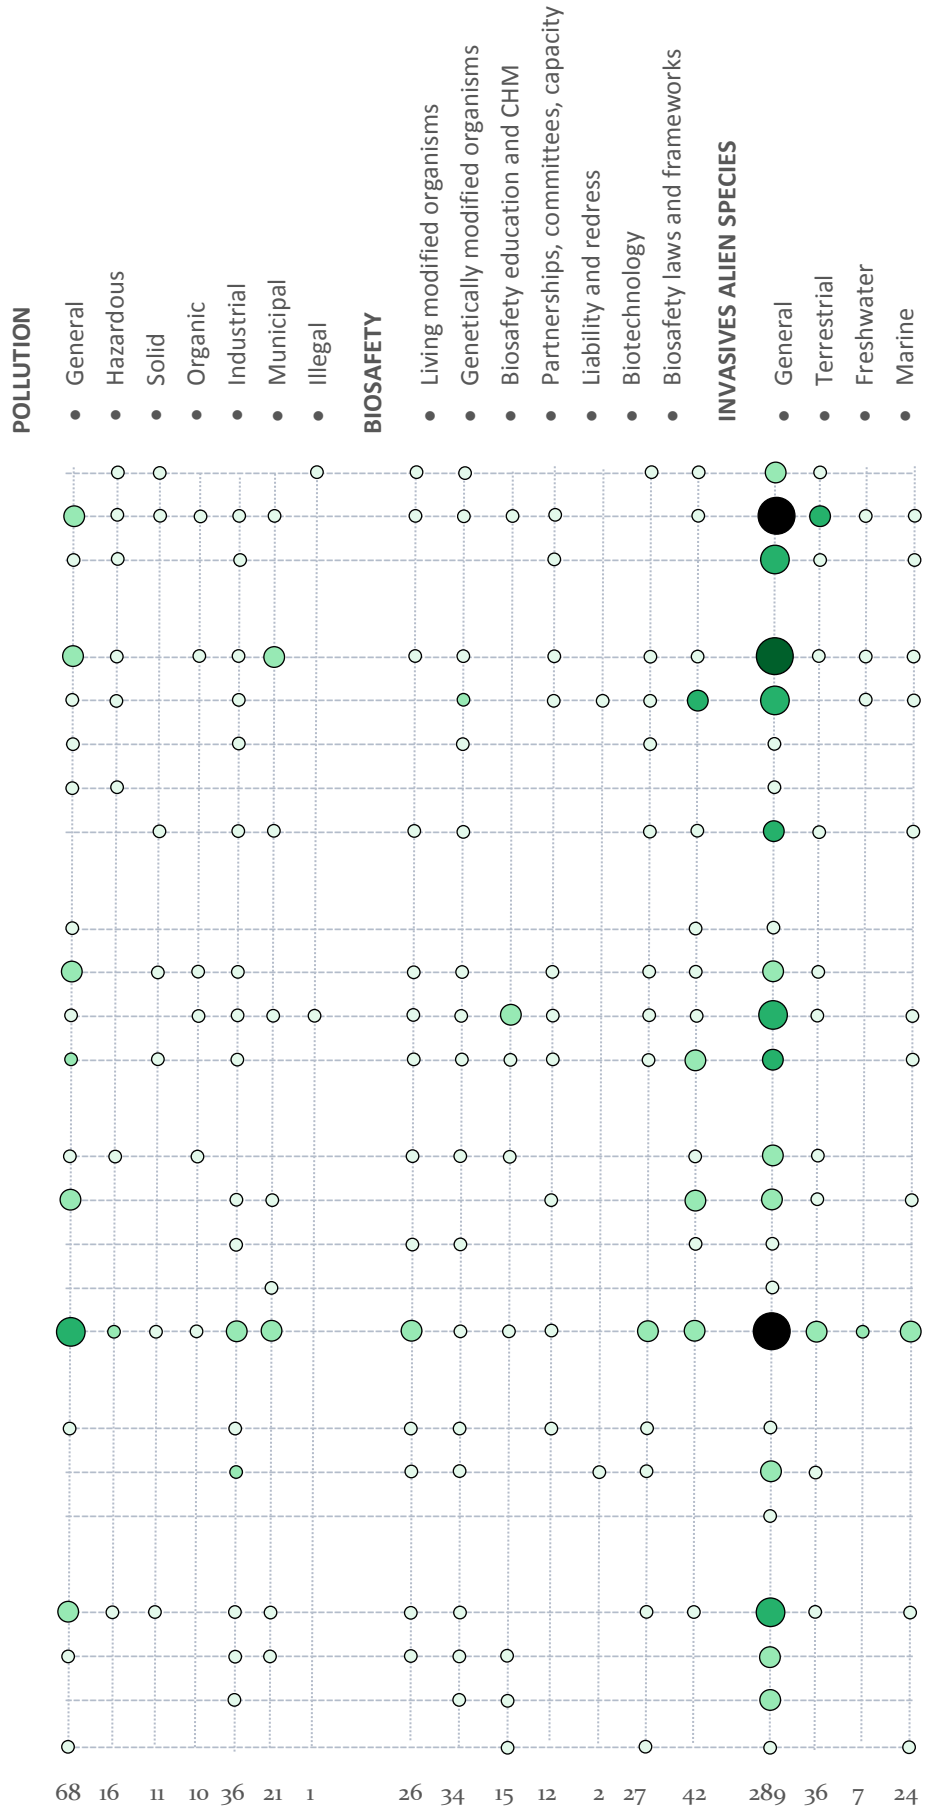 POLLUTION
• General
• Hazardous
• Solid
• Organic
• Industrial
• Municipal
• Illegal
BIOSAFETY
• Living modified organisms
• Genetically modified organisms
• Biosafety education and CHM
• Partnerships, committees, capacity
• Liability and redress
• Biotechnology
• Biosafety laws and frameworks
INVASIVES ALIEN SPECIES
• General
• Terrestrial
• Freshwater
• Marine
68 16 11 10 36 21 1 26 34 15 12 2 27 42 289 36 7 24